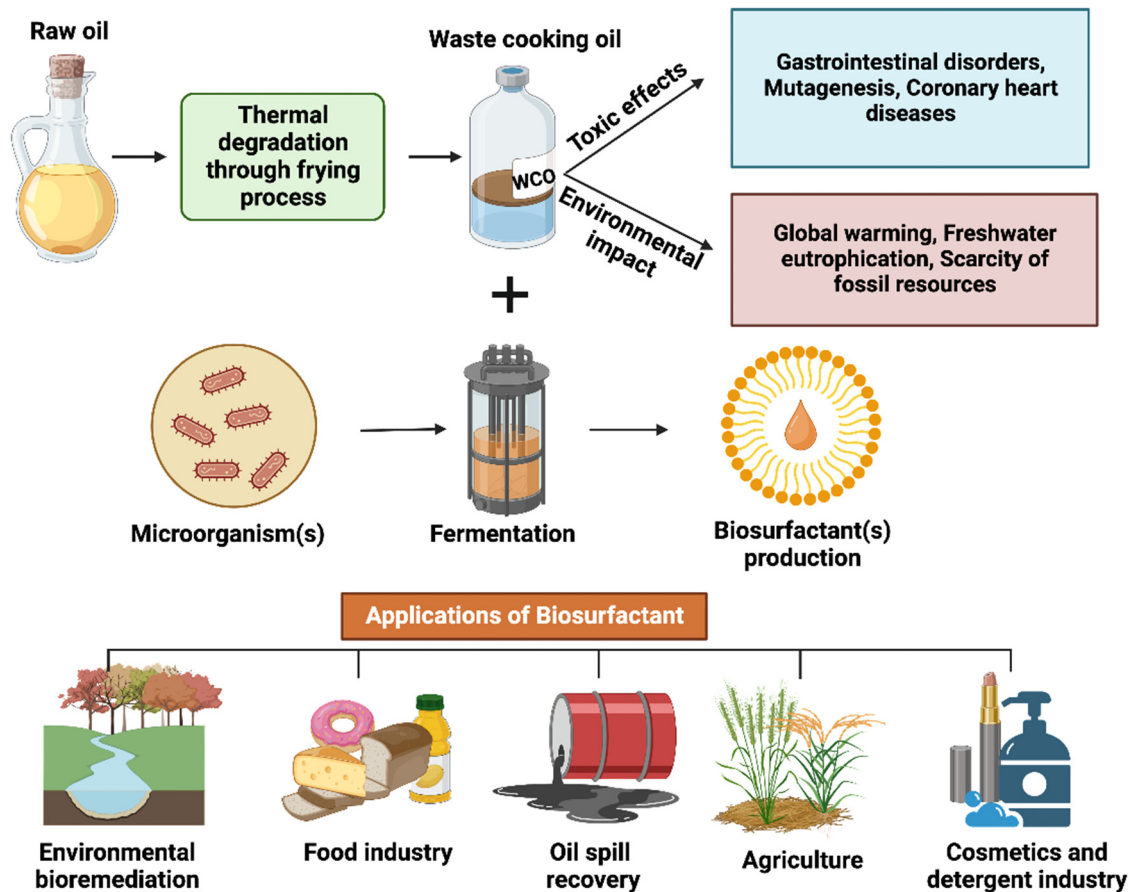 Raw oil
Waste cooking oil
Thermal
degradation
through frying
process
WCO
Toxic effects
Environmental
impact
Gastrointestinal disorders,
Mutagenesis, Coronary heart
diseases
Global warming, Freshwater
eutrophication, Scarcity of
fossil resources
+
Microorganism(s)
Fermentation
Biosurfactant(s)
production
Applications of Biosurfactant
Environmental
bioremediation
Food industry
Oil spill
recovery
Agriculture
Cosmetics and
detergent industry